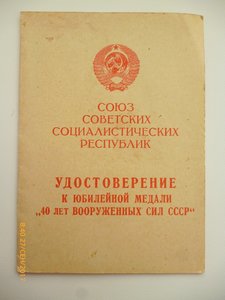 СОЮЗ
СОВЕТСКИХ
СОЦИАЛИСТИЧЕСКИХ
РЕСПУБЛИК
УДОСТОВЕРЕНИЕ
К ЮБИЛЕЙНОЙ МЕДАЛИ
„40 ЛЕТ ВООРУЖЕННЫХ СИЛ СССР“